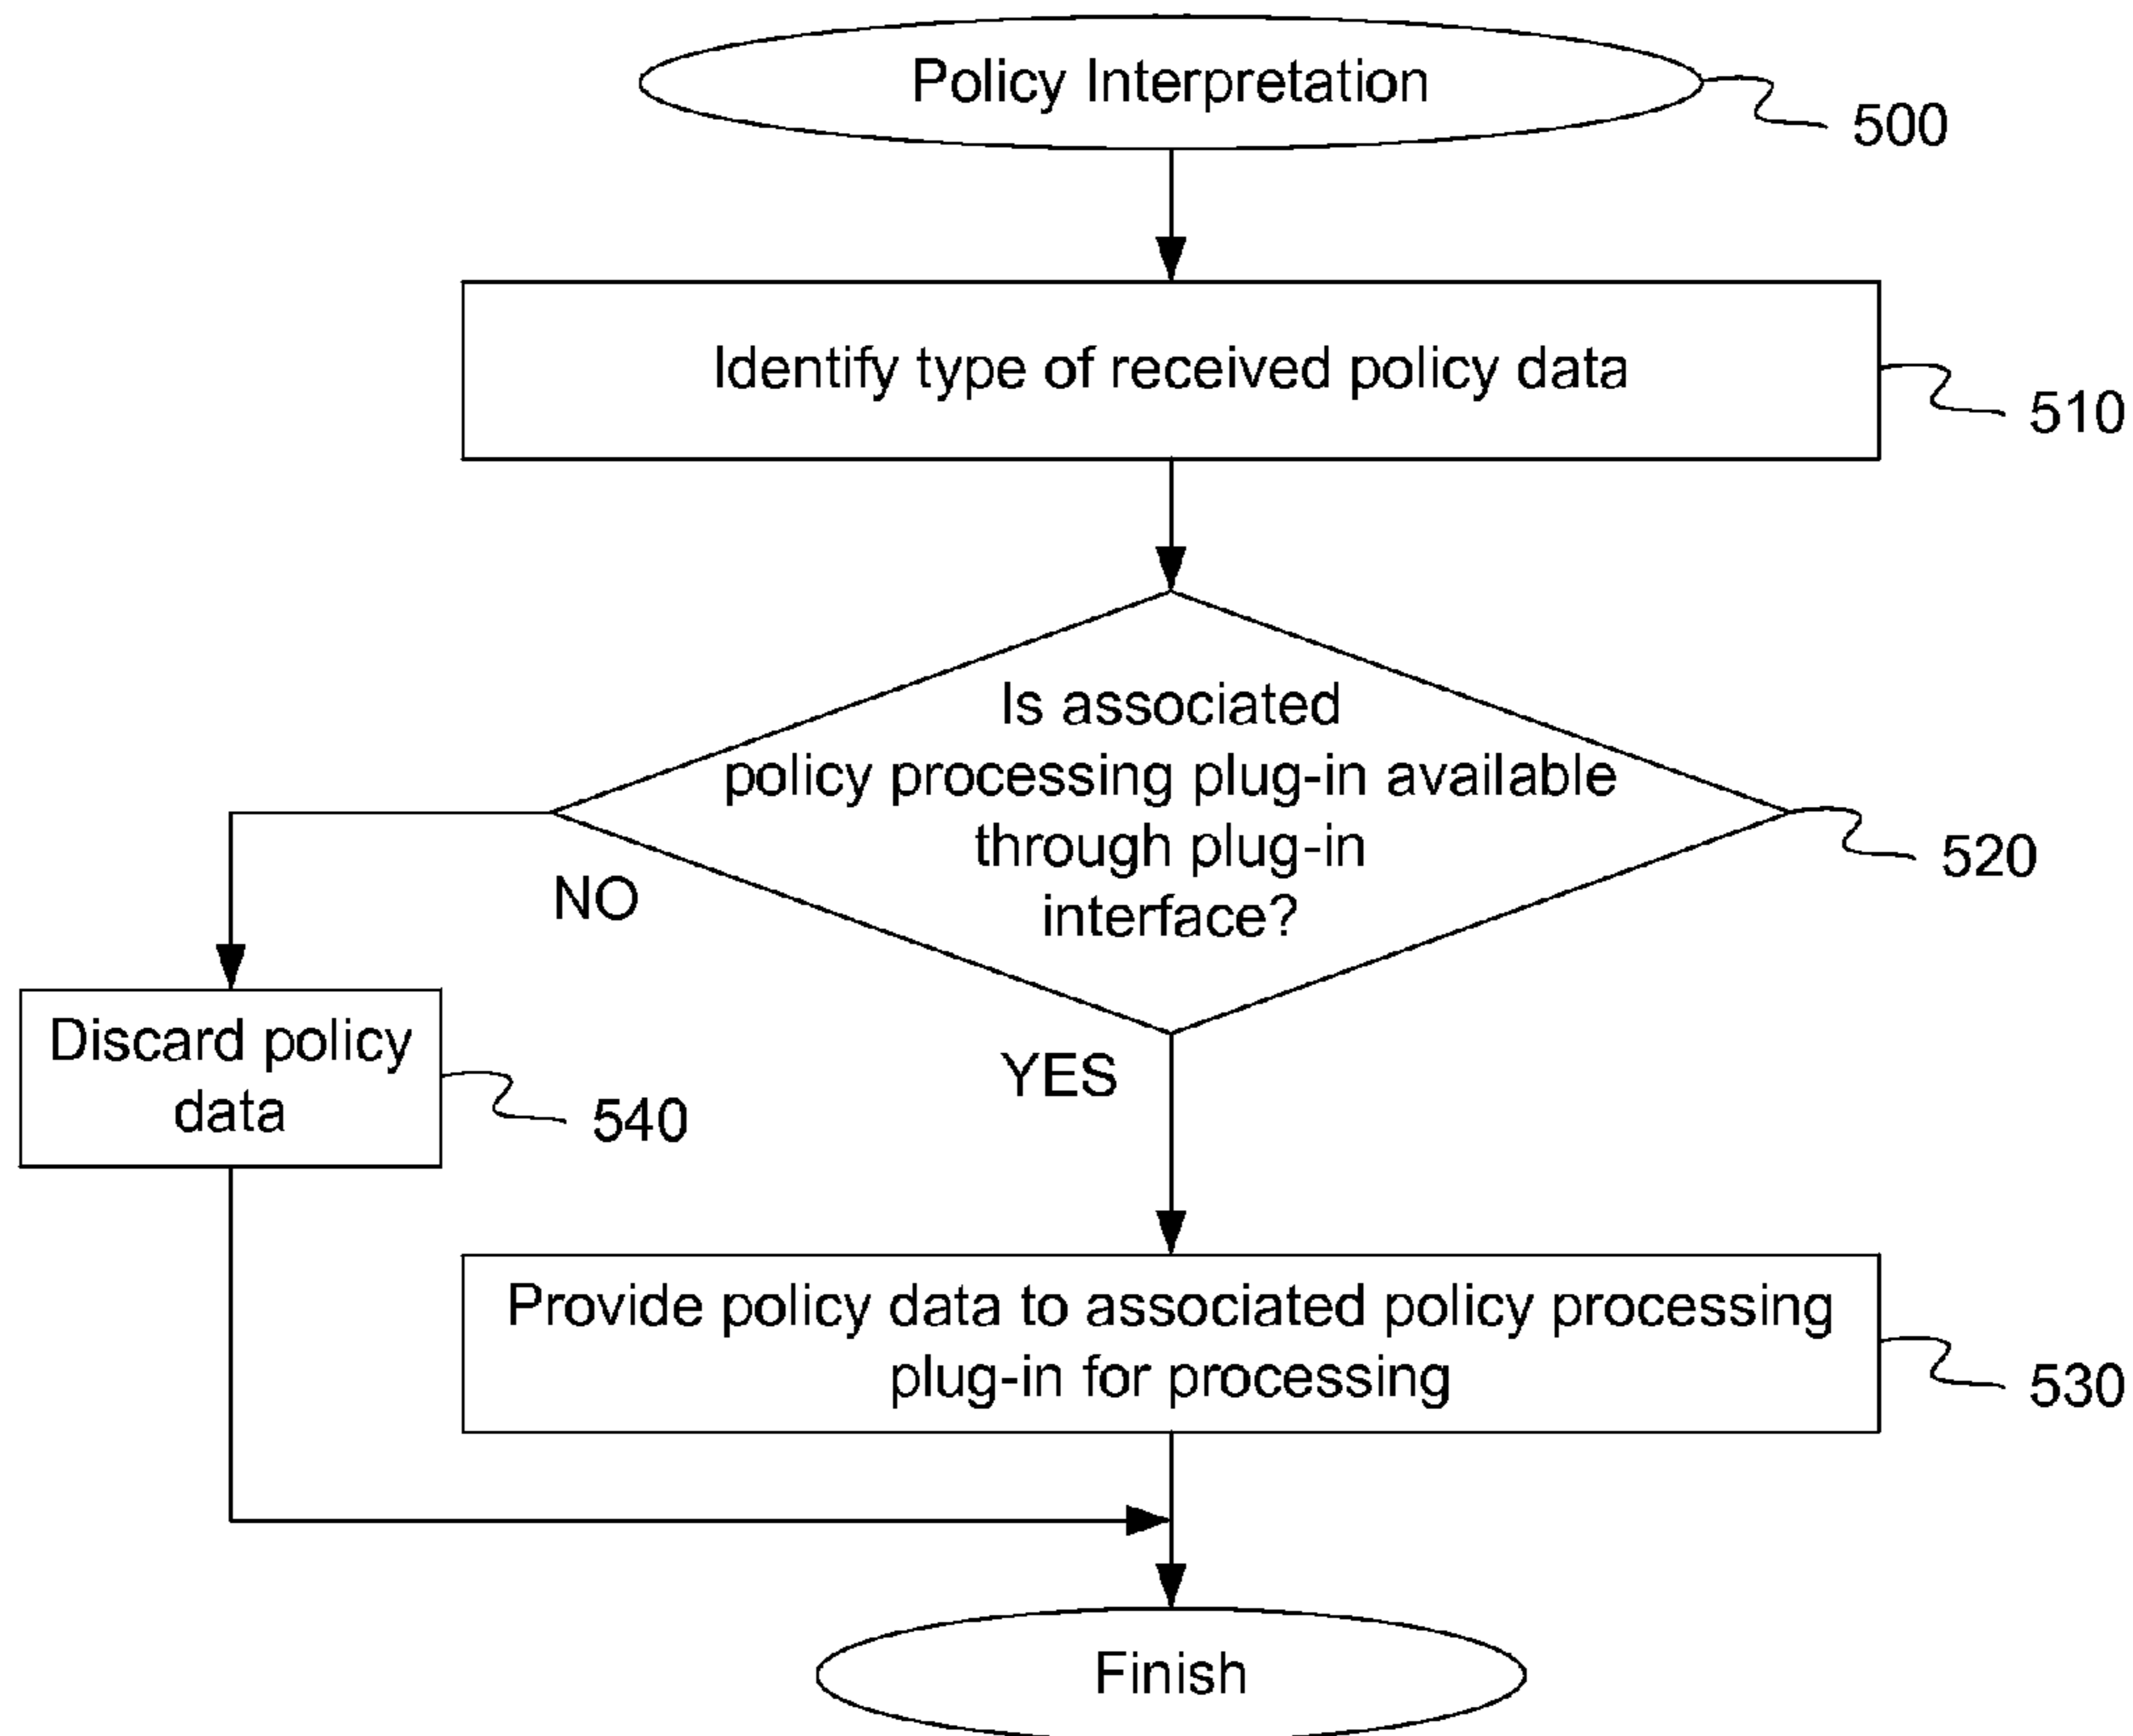 Policy Interpretation
500
Identify type of received policy data
510
Is associated
policy processing plug-in available
through plug-in
interface?
520
NO
YES
Discard policy
data
540
Provide policy data to associated policy processing
plug-in for processing
530
Finish